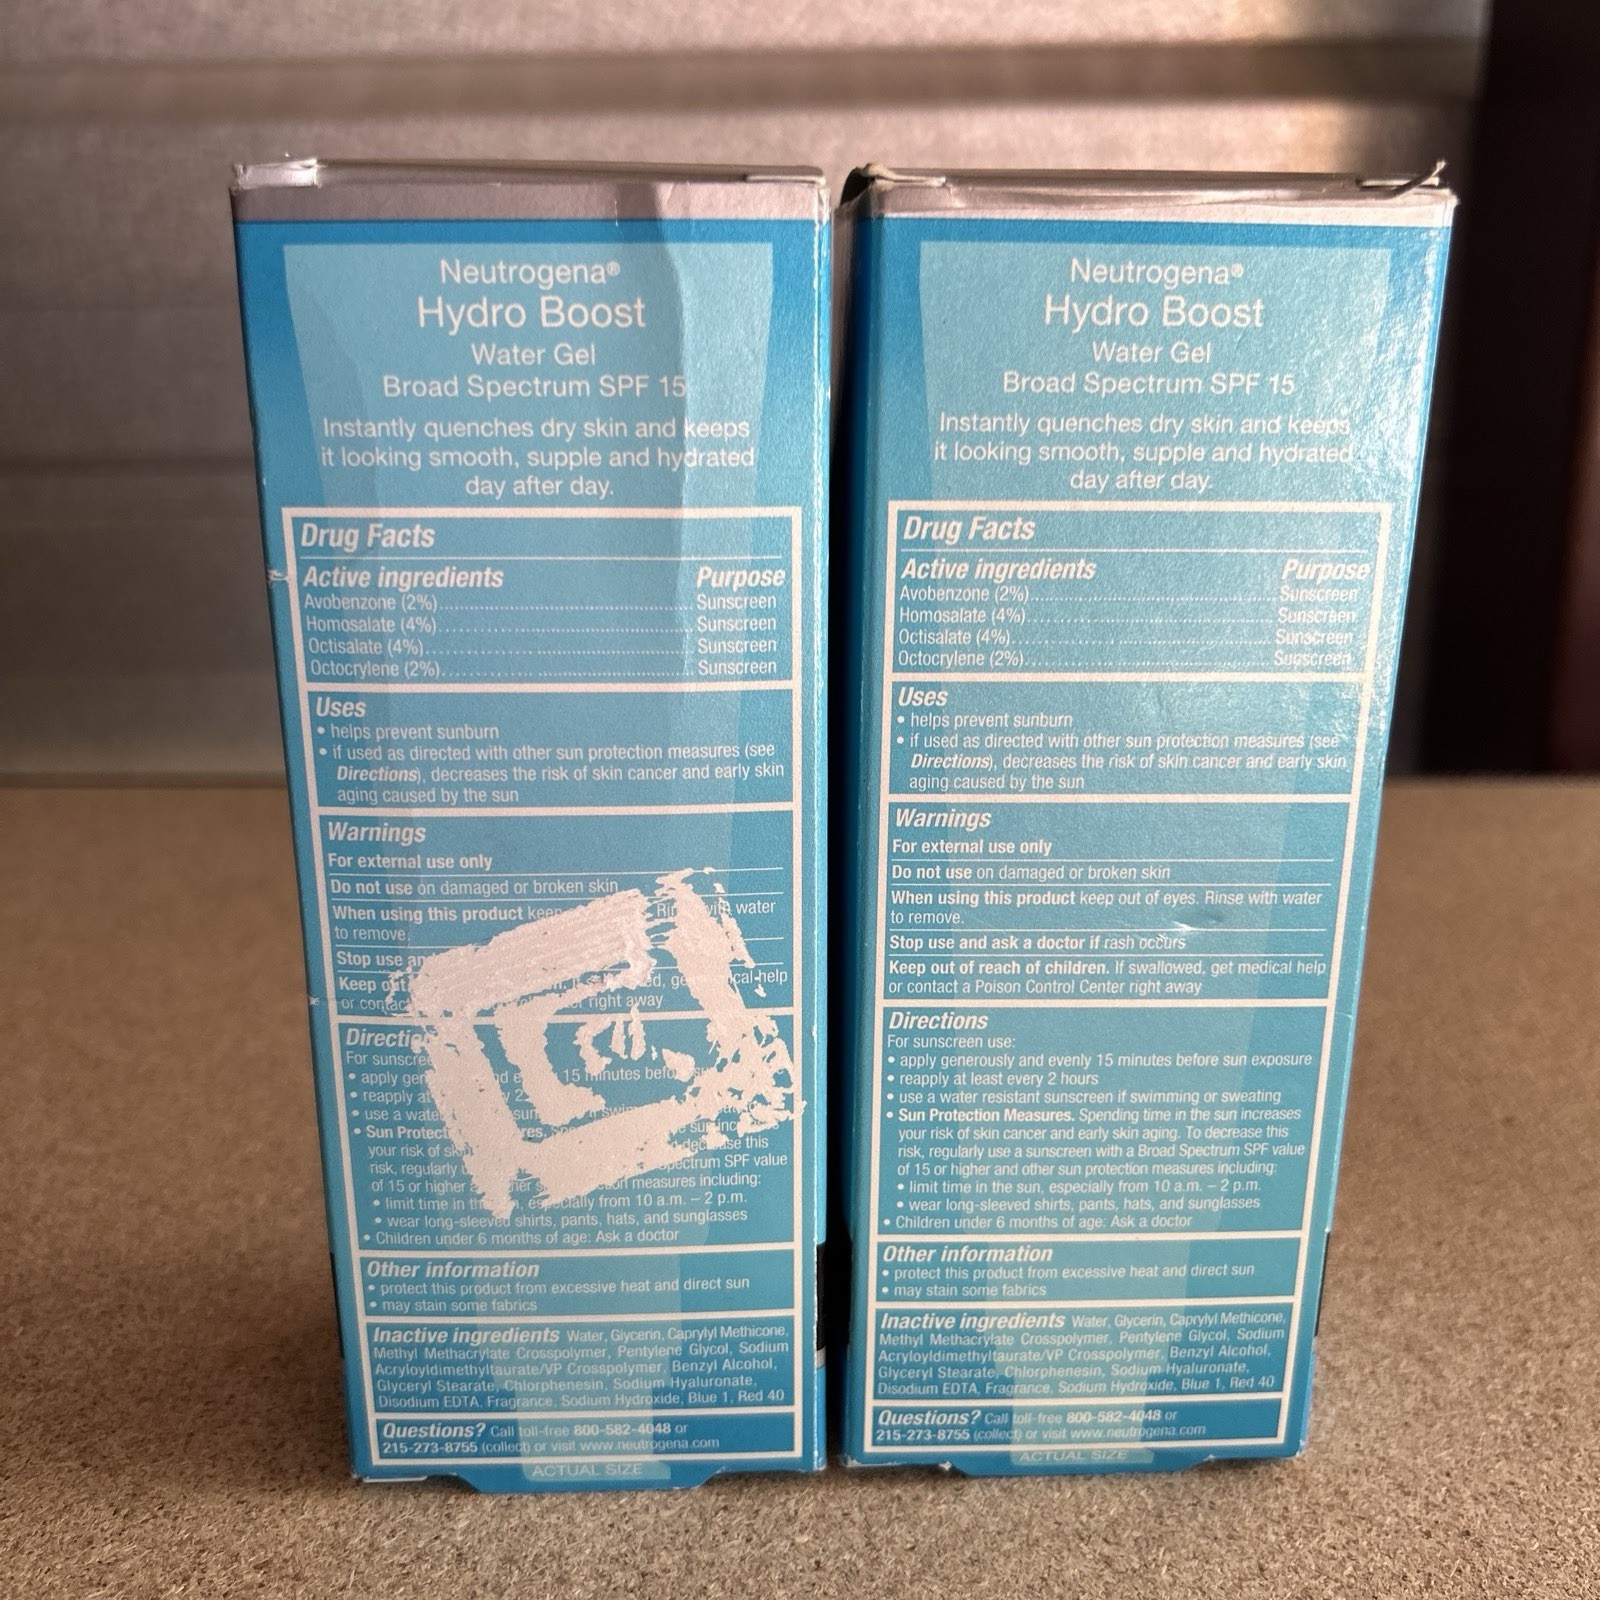 Neutrogena®
Hydro Boost
Water Gel
Broad Spectrum SPF 15
Instantly quenches dry skin and keeps
it looking smooth, supple and hydrated
day after day.
Drug Facts
Active ingredients Purpose
Avobenzone (2%)........ Sunscreen
Homosalate (4%)........ Sunscreen
Octisalate (4%)........ Sunscreen
Octocrylene (2%)........ Sunscreen
Uses
• helps prevent sunburn
• if used as directed with other sun protection measures (see
Directions), decreases the risk of skin cancer and early skin
aging caused by the sun
Warnings
For external use only
Do not use on damaged or broken skin
When using this product with water
to remove.
Stop use
Keep help
or right away
For
• apply 15 minutes
• reapply
• use a
• Sun
your risk of this
risk, regularly SPF value
of 15 or higher measures including:
• limit time in especially from 10 a.m. – 2 p.m.
• wear long-sleeved shirts, pants, hats, and sunglasses
• Children under 6 months of age: Ask a doctor
Other information
• protect this product from excessive heat and direct sun
• may stain some fabrics
Inactive ingredients Water, Glycerin, Caprylyl Methicone,
Methyl Methacrylate Crosspolymer, Pentylene Glycol, Sodium
Acryloyldimethyltaurate/VP Crosspolymer, Benzyl Alcohol,
Glyceryl Stearate, Chlorphenesin, Sodium Hyaluronate,
Disodium EDTA, Fragrance, Sodium Hydroxide, Blue 1, Red 40
Questions? Call toll-free 800-582-4048 or
215-273-8755 (collect) or visit www.neutrogena.com
ACTUAL SIZE
Neutrogena®
Hydro Boost
Water Gel
Broad Spectrum SPF 15
Instantly quenches dry skin and keeps
it looking smooth, supple and hydrated
day after day.
Drug Facts
Active ingredients Purpose
Avobenzone (2%)........ Sunscreen
Homosalate (4%)........ Sunscreen
Octisalate (4%)........ Sunscreen
Octocrylene (2%)........ Sunscreen
Uses
• helps prevent sunburn
• if used as directed with other sun protection measures (see
Directions), decreases the risk of skin cancer and early skin
aging caused by the sun
Warnings
For external use only
Do not use on damaged or broken skin
When using this product keep out of eyes. Rinse with water
to remove.
Stop use and ask a doctor if rash occurs
Keep out of reach of children. If swallowed, get medical help
or contact a Poison Control Center right away
Directions
For sunscreen use:
• apply generously and evenly 15 minutes before sun exposure
• reapply at least every 2 hours
• use a water resistant sunscreen if swimming or sweating
• Sun Protection Measures. Spending time in the sun increases
your risk of skin cancer and early skin aging. To decrease this
risk, regularly use a sunscreen with a Broad Spectrum SPF value
of 15 or higher and other sun protection measures including:
• limit time in the sun, especially from 10 a.m. – 2 p.m.
• wear long-sleeved shirts, pants, hats, and sunglasses
• Children under 6 months of age: Ask a doctor
Other information
• protect this product from excessive heat and direct sun
• may stain some fabrics
Inactive ingredients Water, Glycerin, Caprylyl Methicone,
Methyl Methacrylate Crosspolymer, Pentylene Glycol, Sodium
Acryloyldimethyltaurate/VP Crosspolymer, Benzyl Alcohol,
Glyceryl Stearate, Chlorphenesin, Sodium Hyaluronate,
Disodium EDTA, Fragrance, Sodium Hydroxide, Blue 1, Red 40
Questions? Call toll-free 800-582-4048 or
215-273-8755 (collect) or visit www.neutrogena.com
ACTUAL SIZE